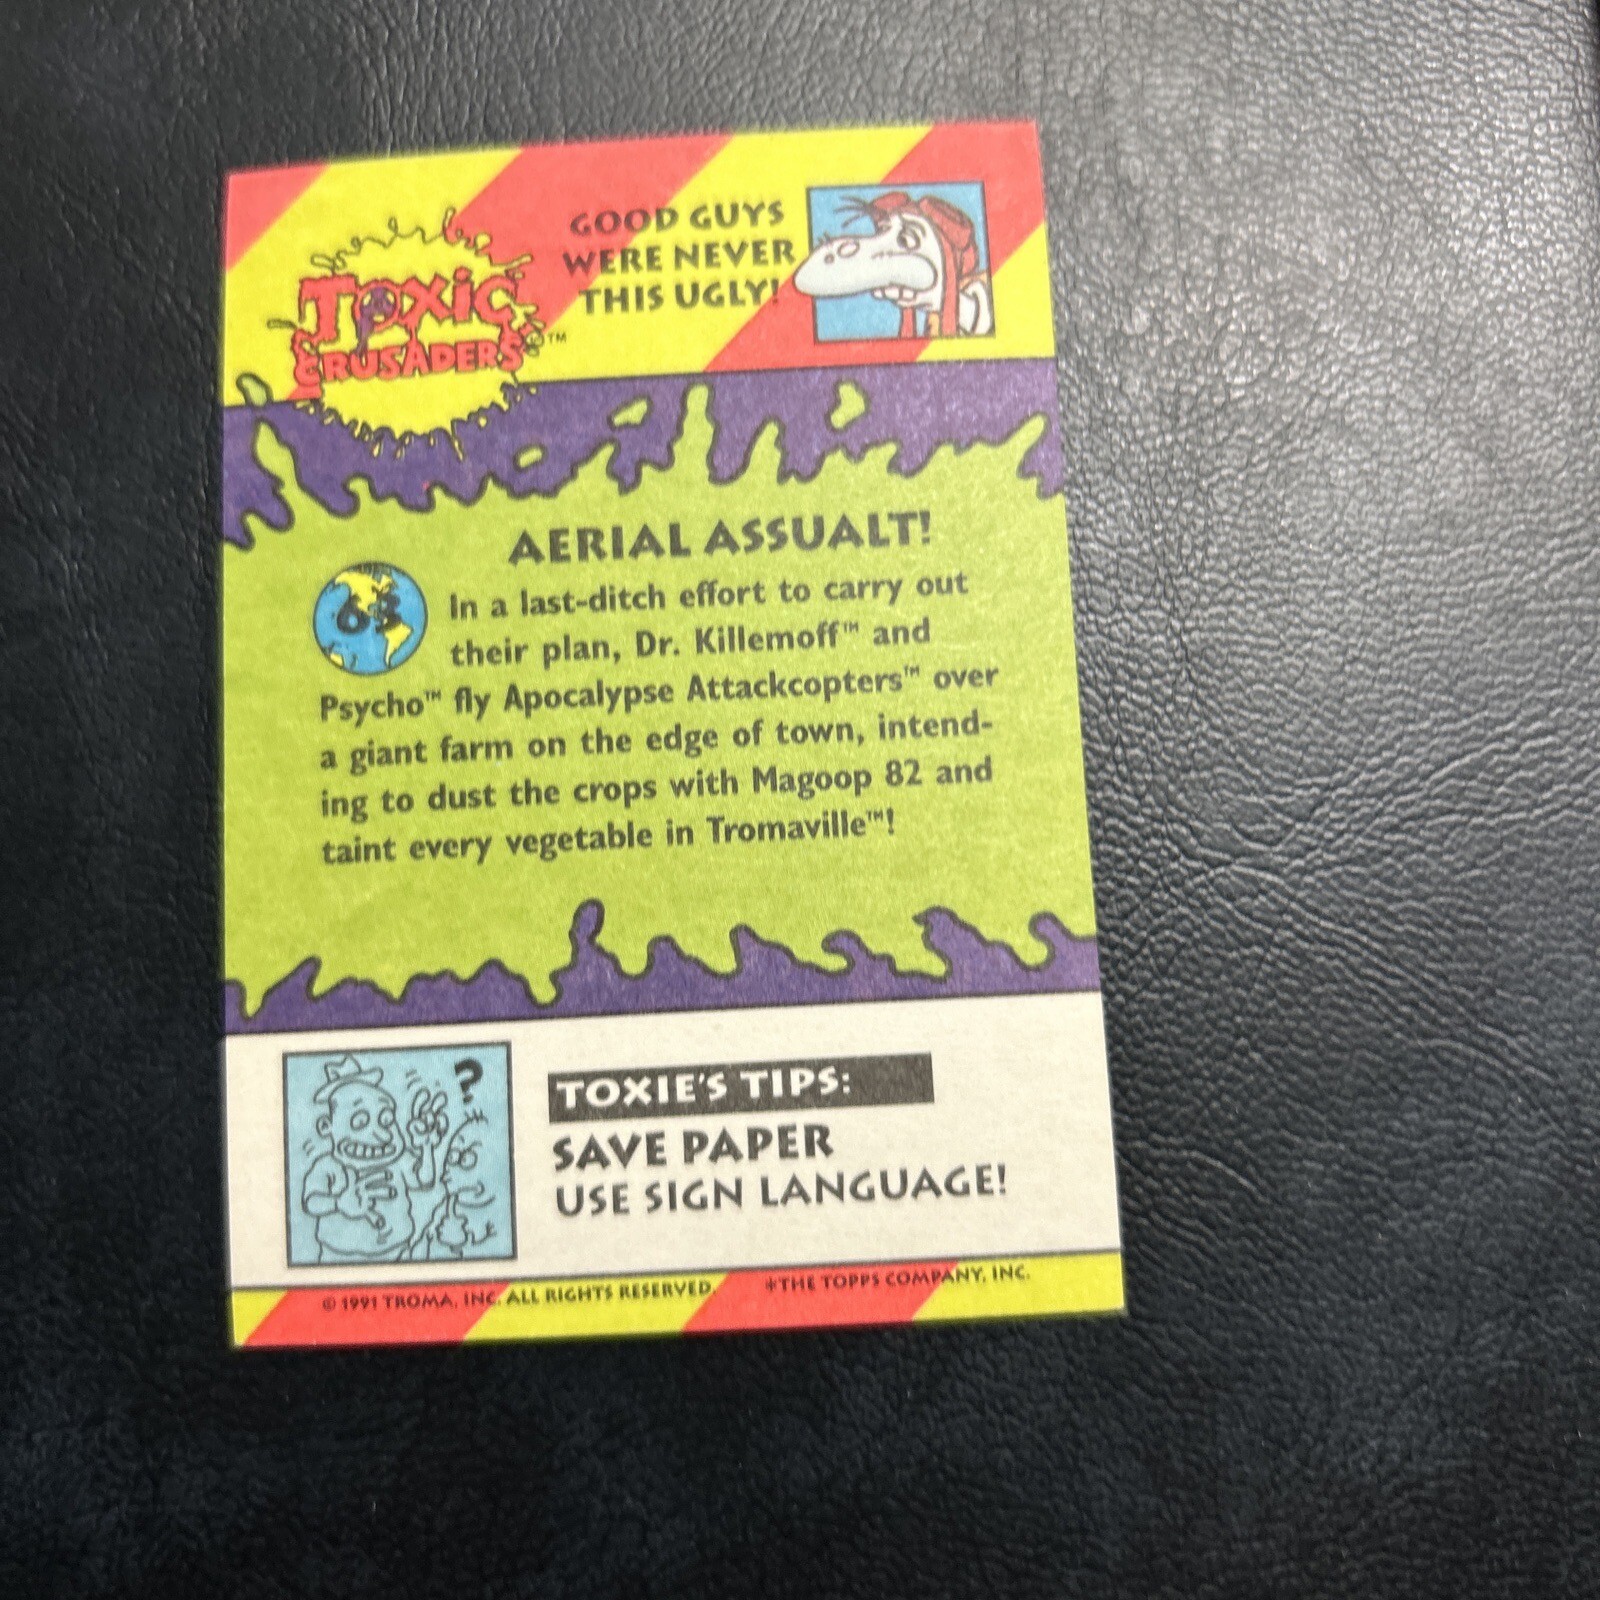 TOXIC
CRUSADERS™
GOOD GUYS
WERE NEVER
THIS UGLY!
AERIAL ASSUALT!
63
In a last-ditch effort to carry out
their plan, Dr. Killemoff™ and
Psycho™ fly Apocalypse Attackcopters™ over
a giant farm on the edge of town, intend-
ing to dust the crops with Magoop 82 and
taint every vegetable in Tromaville™!
?
TOXIE'S TIPS:
SAVE PAPER
USE SIGN LANGUAGE!
© 1991 TROMA, INC. ALL RIGHTS RESERVED. *THE TOPPS COMPANY, INC.